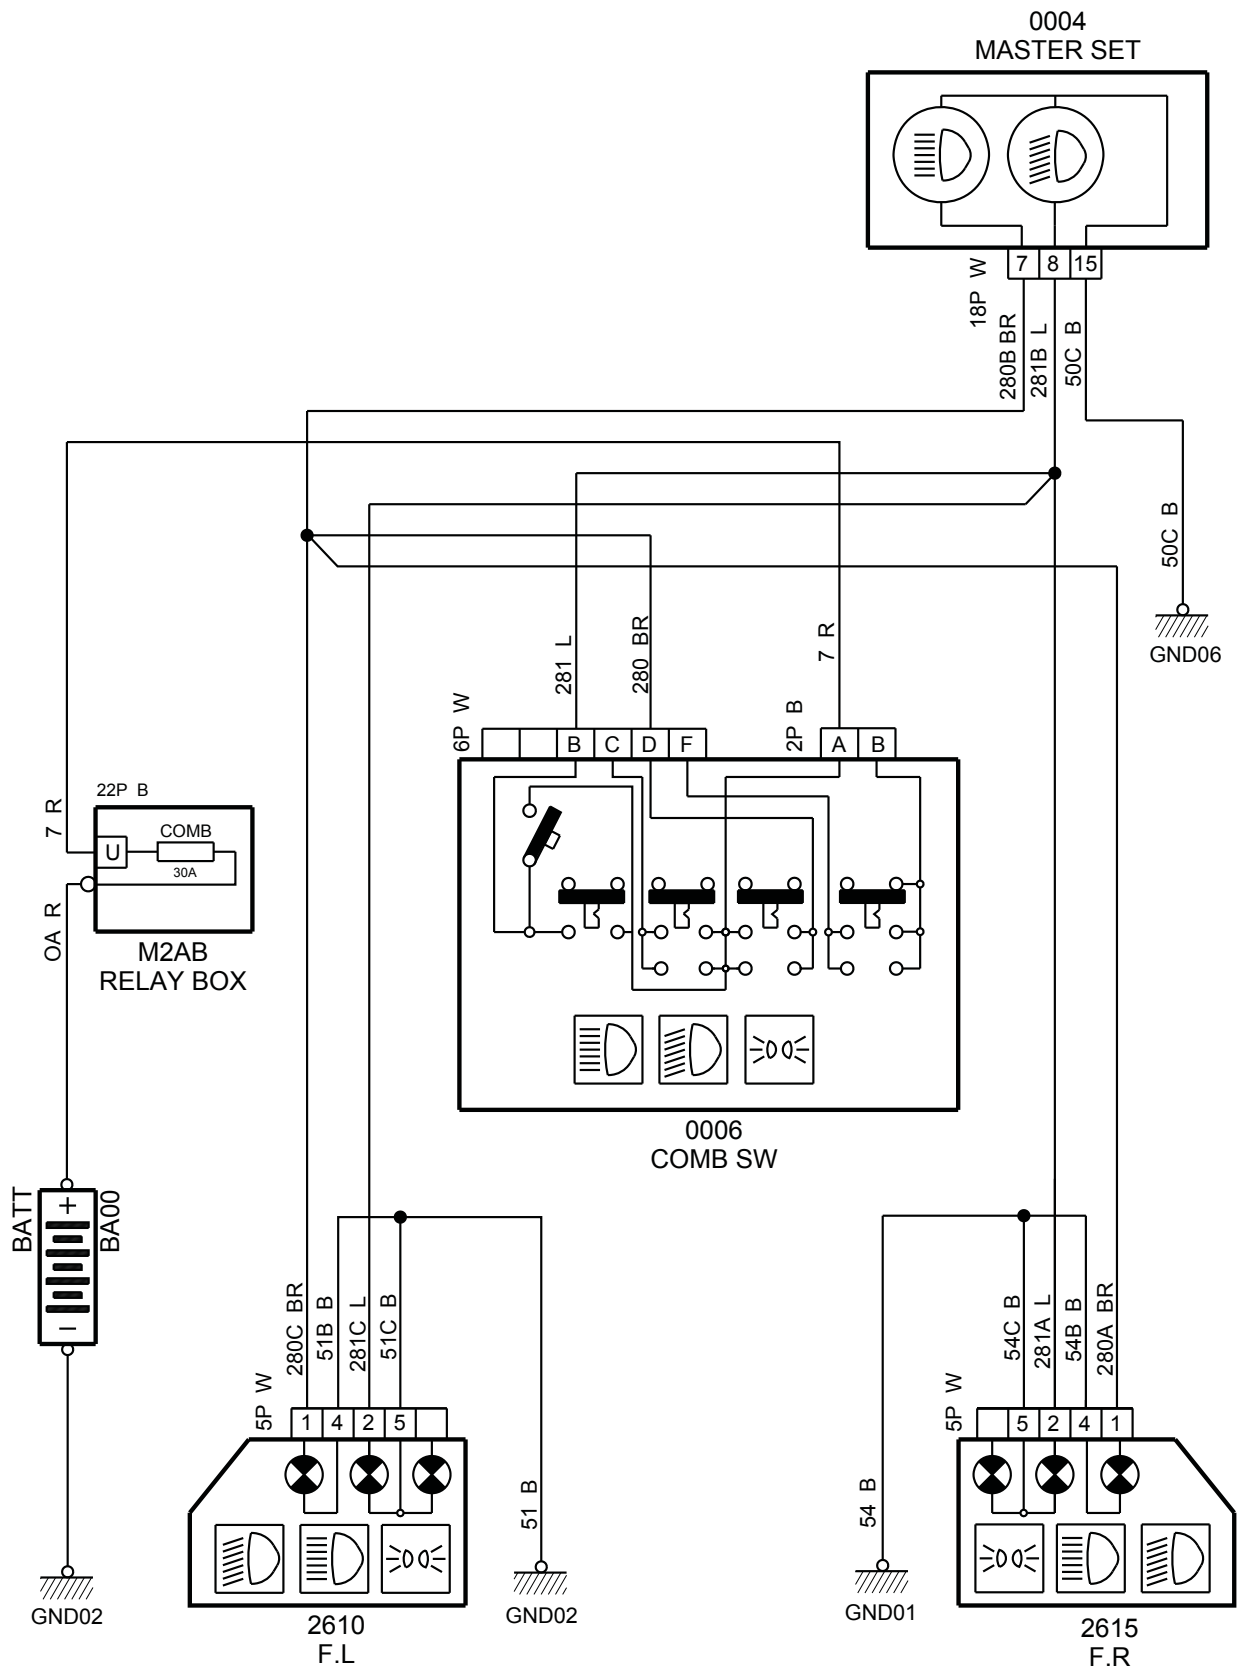 0004
MASTER SET
18P W
7 8 15
280B BR
281B L
50C B
50C B
GND06
281 L
280 BR
7 R
6P W
B C D F
2P B
A B
22P B
7 R
U
COMB
30A
OA R
M2AB
RELAY BOX
0006
COMB SW
BATT
+
BA00
–
GND02
280C BR
51B B
281C L
51C B
5P W
1 4 2 5
51 B
GND02
2610
F.L
54C B
281A L
54B B
280A BR
5P W
5 2 4 1
54 B
GND01
2615
F.R